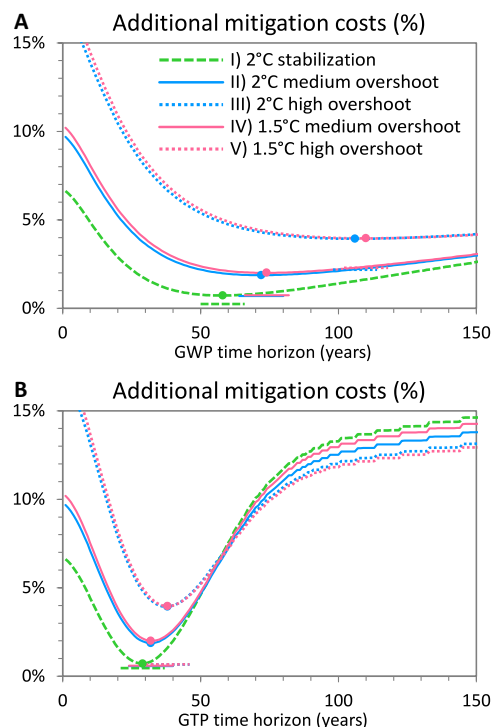 A Additional mitigation costs (%)
15%
I) 2°C stabilization
II) 2°C medium overshoot
III) 2°C high overshoot
10%
IV) 1.5°C medium overshoot
V) 1.5°C high overshoot
5%
0%
0 50 100 150
GWP time horizon (years)
B Additional mitigation costs (%)
15%
10%
5%
0%
0 50 100 150
GTP time horizon (years)